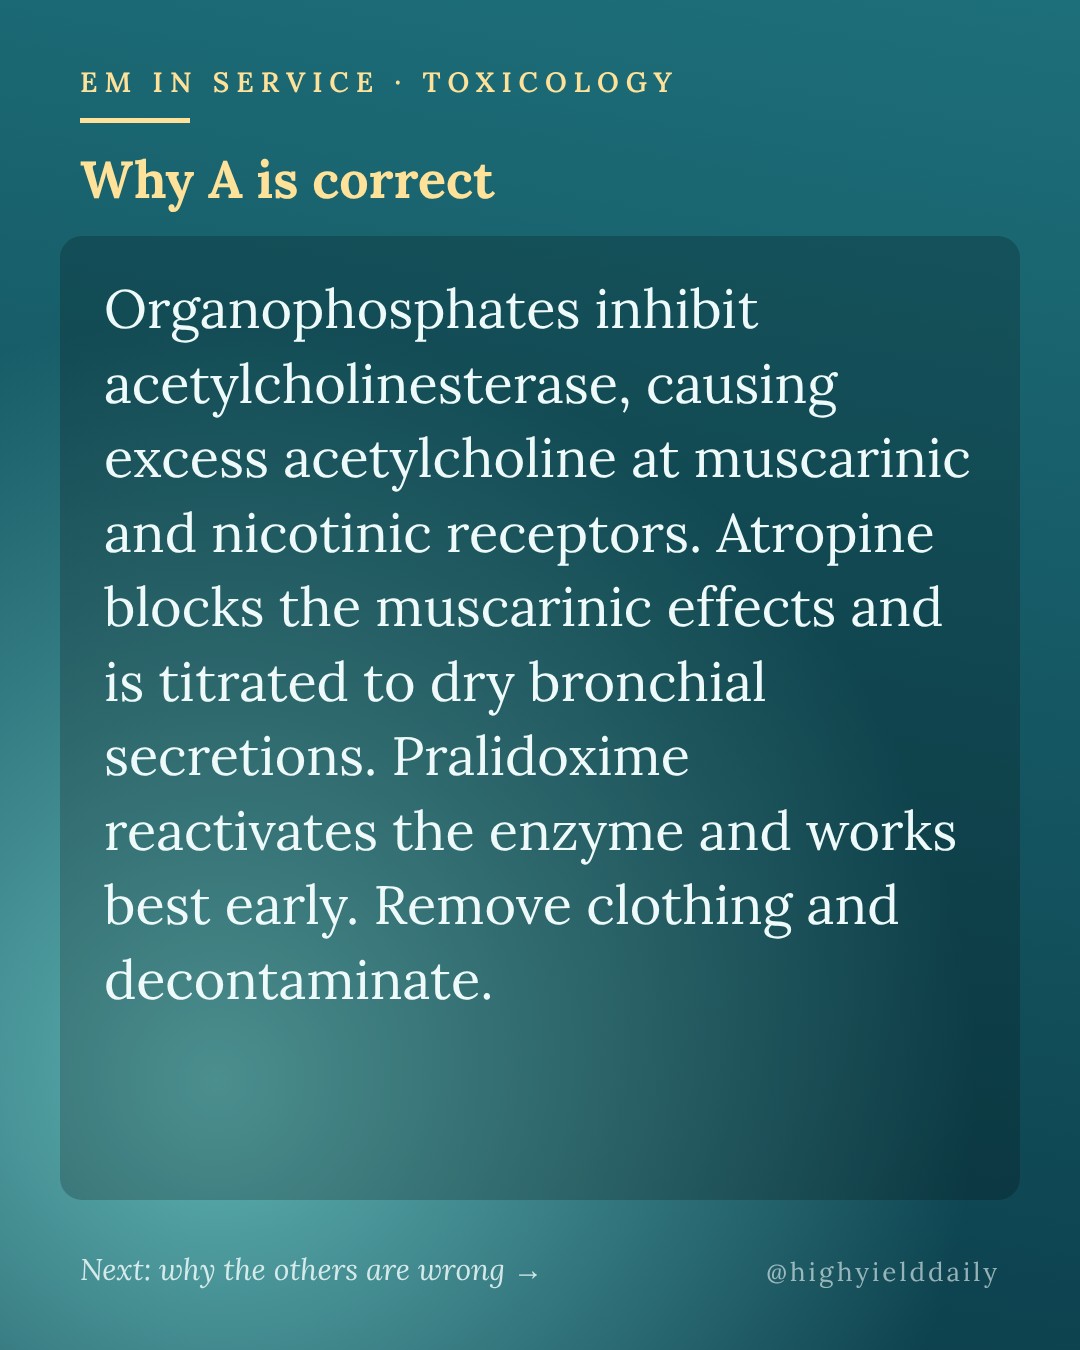 EM IN SERVICE · TOXICOLOGY
Why A is correct
Organophosphates inhibit
acetylcholinesterase, causing
excess acetylcholine at muscarinic
and nicotinic receptors. Atropine
blocks the muscarinic effects and
is titrated to dry bronchial
secretions. Pralidoxime
reactivates the enzyme and works
best early. Remove clothing and
decontaminate.
Next: why the others are wrong →
@highyielddaily